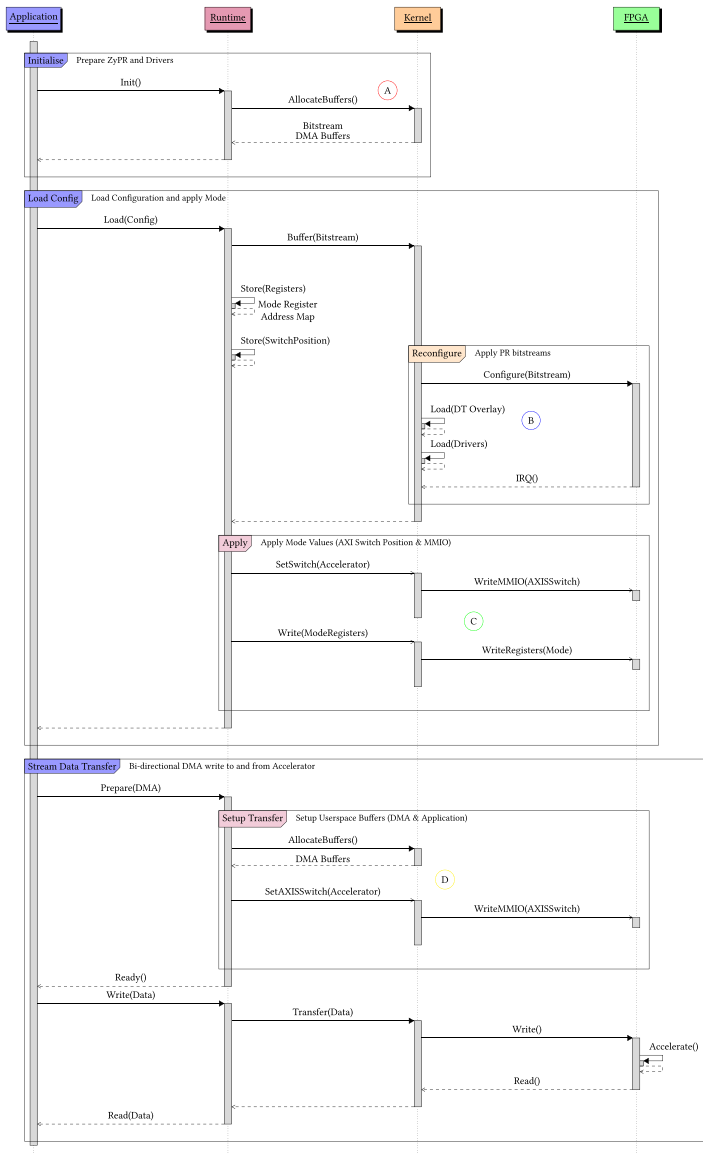 Application
Runtime
Kernel
FPGA
Initialise
Prepare ZyPR and Drivers
Init()
A
AllocateBuffers()
Bitstream
DMA Buffers
Load Config
Load Configuration and apply Mode
Load(Config)
Buffer(Bitstream)
Store(Registers)
Mode Register
Address Map
Store(SwitchPosition)
Reconfigure
Apply PR bitstreams
Configure(Bitstream)
Load(DT Overlay)
B
Load(Drivers)
IRQ()
Apply
Apply Mode Values (AXI Switch Position & MMIO)
SetSwitch(Accelerator)
WriteMMIO(AXISSwitch)
C
Write(ModeRegisters)
WriteRegisters(Mode)
Stream Data Transfer
Bi-directional DMA write to and from Accelerator
Prepare(DMA)
Setup Transfer
Setup Userspace Buffers (DMA & Application)
AllocateBuffers()
DMA Buffers
D
SetAXISSwitch(Accelerator)
WriteMMIO(AXISSwitch)
Ready()
Write(Data)
Transfer(Data)
Write()
Accelerate()
Read()
Read(Data)